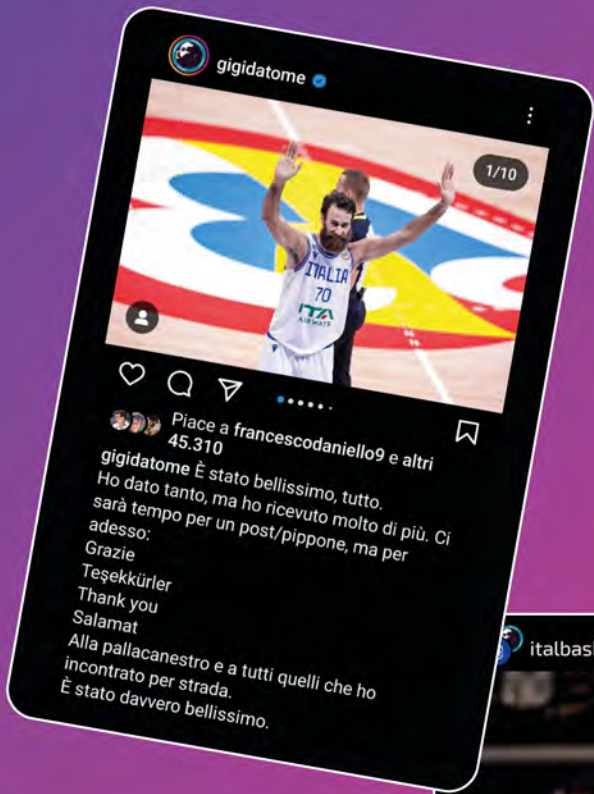 gigidatome
1/10
ITALIA
70
ITA
AIRWAYS
Piace a francescodaniello9 e altri
45.310
gigidatome È stato bellissimo, tutto.
Ho dato tanto, ma ho ricevuto molto di più. Ci
sarà tempo per un post/pippone, ma per
adesso:
Grazie
Teşekkürler
Thank you
Salamat
Alla pallacanestro e a tutti quelli che ho
incontrato per strada.
È stato davvero bellissimo.
italbas